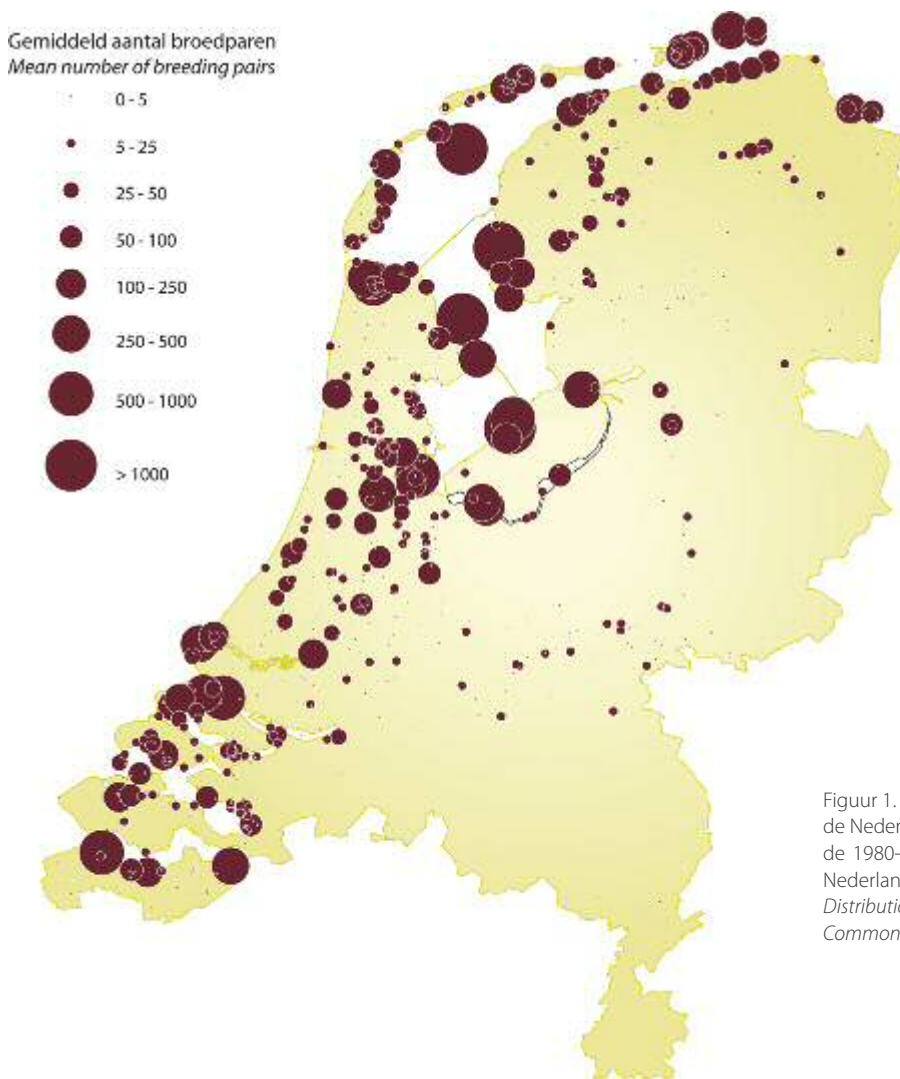 Gemiddeld aantal broedparen
Mean number of breeding pairs
0 - 5
5 - 25
25 - 50
50 - 100
100 - 250
250 - 500
500 - 1000
> 1000
Figuur 1.
de Neder
de 1980-
Nederlan
Distributio
Common